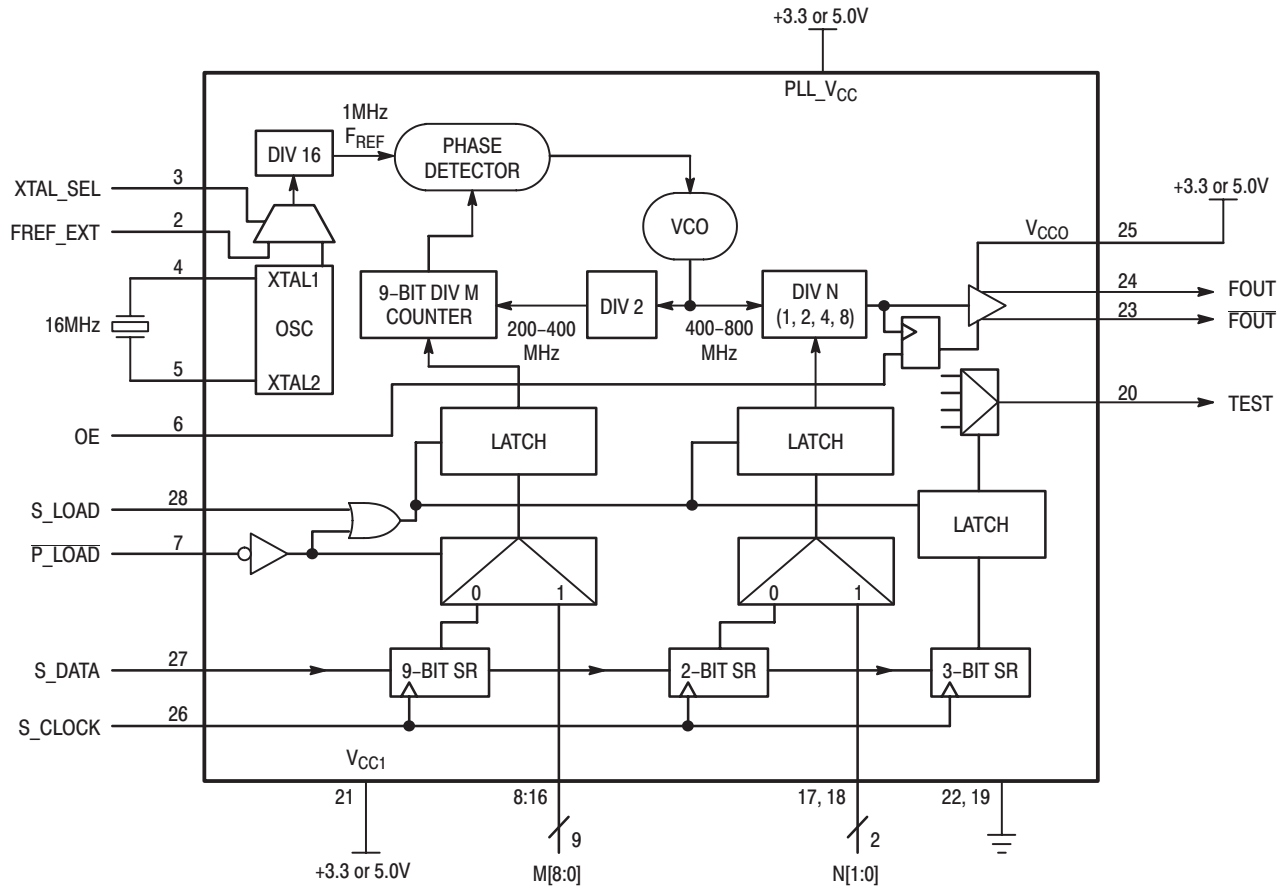 +3.3 or 5.0V
PLL_VCC
1MHz
FREF
DIV 16
PHASE
DETECTOR
XTAL_SEL
3
FREF_EXT
2
VCO
+3.3 or 5.0V
VCCO
25
4
XTAL1
16MHz
OSC
5
XTAL2
9–BIT DIV M
COUNTER
DIV 2
DIV N
(1, 2, 4, 8)
200–400
MHz
400–800
MHz
24
FOUT
23
FOUT
20
TEST
OE
6
LATCH
LATCH
S_LOAD
28
LATCH
P_LOAD
7
0
1
0
1
S_DATA
27
9–BIT SR
2–BIT SR
3–BIT SR
S_CLOCK
26
VCC1
21
8:16
17, 18
22, 19
9
2
+3.3 or 5.0V
M[8:0]
N[1:0]